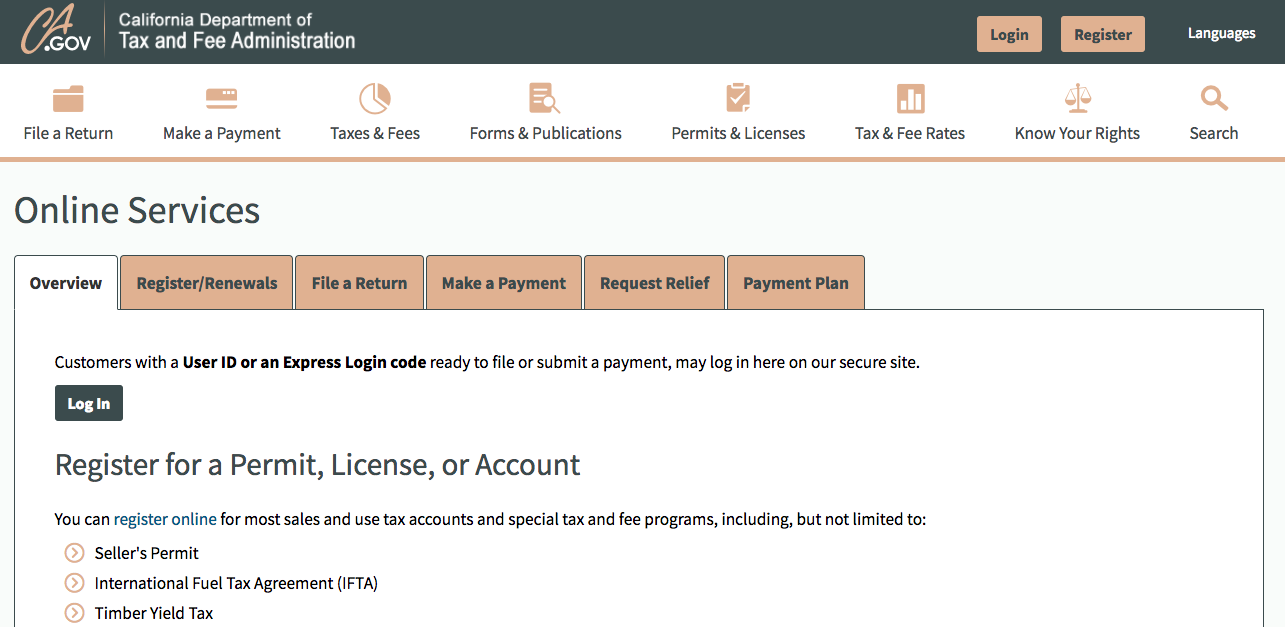 CA.GOV
California Department of
Tax and Fee Administration
Login
Register
Languages
File a Return
Make a Payment
Taxes & Fees
Forms & Publications
Permits & Licenses
Tax & Fee Rates
Know Your Rights
Search
Online Services
Overview
Register/Renewals
File a Return
Make a Payment
Request Relief
Payment Plan
Customers with a User ID or an Express Login code ready to file or submit a payment, may log in here on our secure site.
Log In
Register for a Permit, License, or Account
You can register online for most sales and use tax accounts and special tax and fee programs, including, but not limited to:
Seller's Permit
International Fuel Tax Agreement (IFTA)
Timber Yield Tax